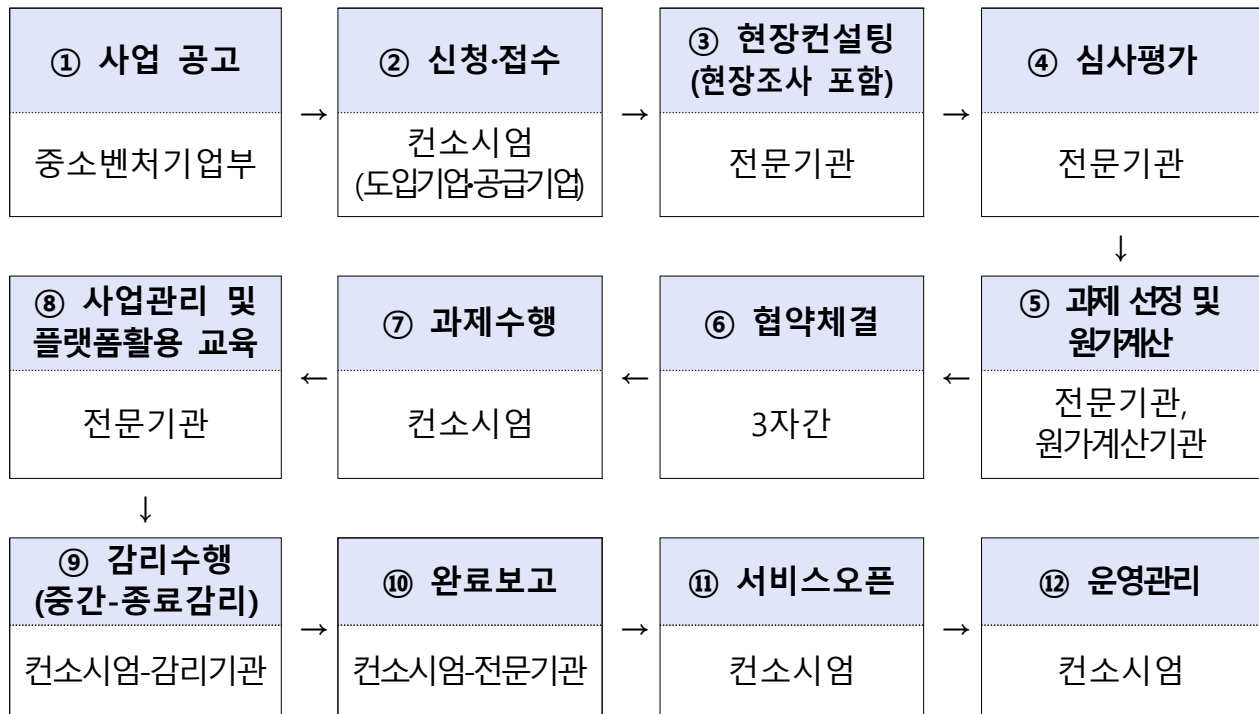 ① 사업 공고
중소벤처기업부
→
② 신청·접수
컨소시엄
(도입기업·공급기업)
→
③ 현장컨설팅
(현장조사 포함)
전문기관
→
④ 심사평가
전문기관
↓
⑤ 과제 선정 및
원가계산
전문기관,
원가계산기관
←
⑥ 협약체결
3자간
←
⑦ 과제수행
컨소시엄
←
⑧ 사업관리 및
플랫폼활용 교육
전문기관
↓
⑨ 감리수행
(중간-종료감리)
컨소시엄-감리기관
→
⑩ 완료보고
컨소시엄-전문기관
→
⑪ 서비스오픈
컨소시엄
→
⑫ 운영관리
컨소시엄